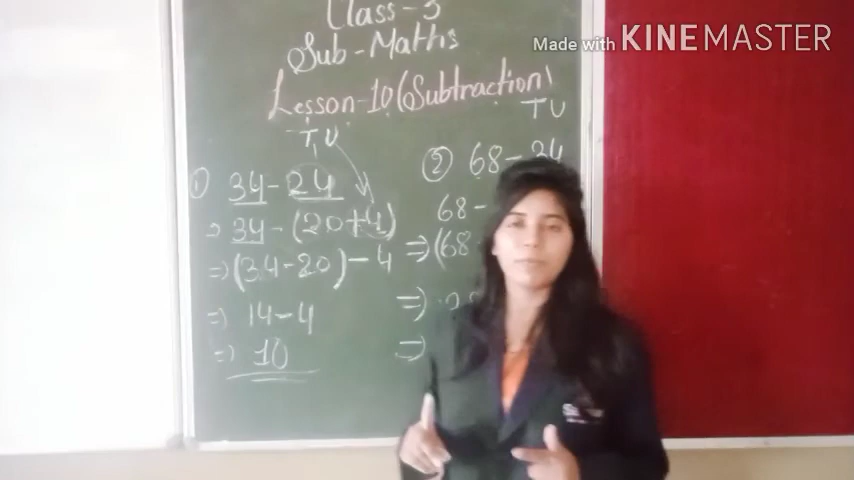 Made with KINEMASTER
Class-3
Sub-Maths
Lesson-10(Subtraction)
T U
① 34-24
⇒ 34-(20+4)
⇒(34-20)-4
⇒ 14-4
⇒ 10
T U
② 68-34
68-
⇒(68-
⇒
⇒